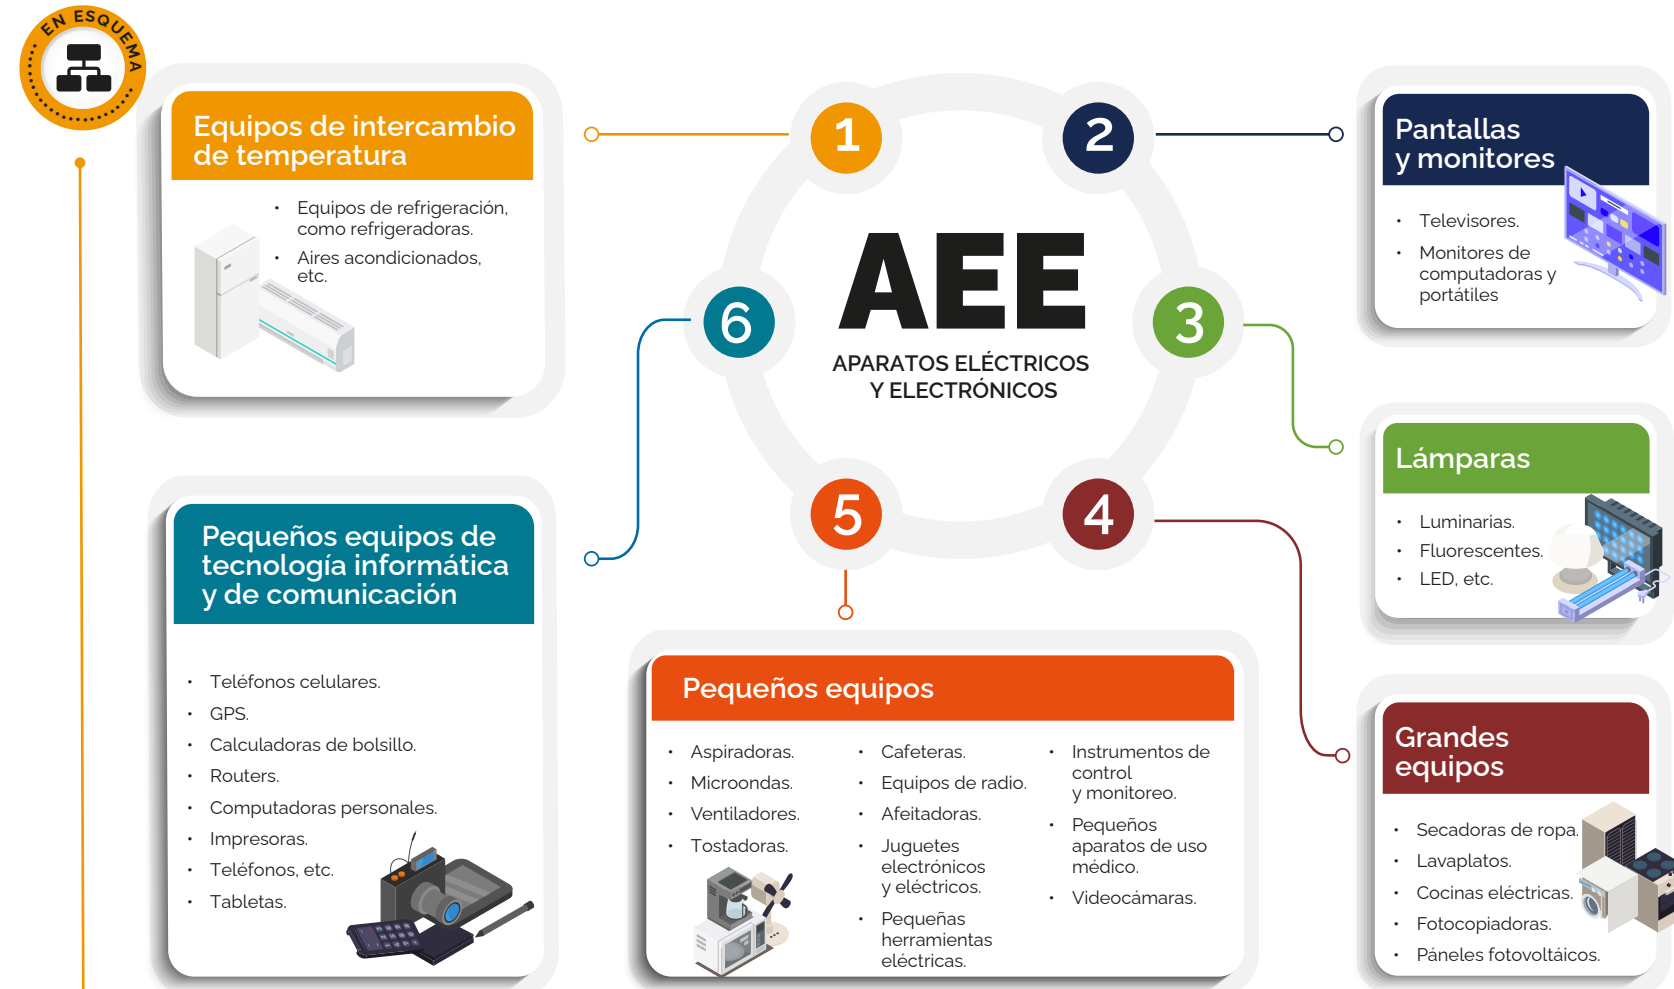 EN ESQUEMA
Equipos de intercambio
de temperatura
• Equipos de refrigeración,
como refrigeradoras.
• Aires acondicionados,
etc.
1
2
3
4
5
6
AEE
APARATOS ELÉCTRICOS
Y ELECTRÓNICOS
Pantallas
y monitores
• Televisores.
• Monitores de
computadoras y
portátiles
Lámparas
• Luminarias.
• Fluorescentes.
• LED, etc.
Grandes
equipos
• Secadoras de ropa.
• Lavaplatos.
• Cocinas eléctricas.
• Fotocopiadoras.
• Páneles fotovoltáicos.
Pequeños equipos
• Aspiradoras.
• Microondas.
• Ventiladores.
• Tostadoras.
• Cafeteras.
• Equipos de radio.
• Afeitadoras.
• Juguetes
electrónicos
y eléctricos.
• Pequeñas
herramientas
eléctricas.
• Instrumentos de
control
y monitoreo.
• Pequeños
aparatos de uso
médico.
• Videocámaras.
Pequeños equipos de
tecnología informática
y de comunicación
• Teléfonos celulares.
• GPS.
• Calculadoras de bolsillo.
• Routers.
• Computadoras personales.
• Impresoras.
• Teléfonos, etc.
• Tabletas.